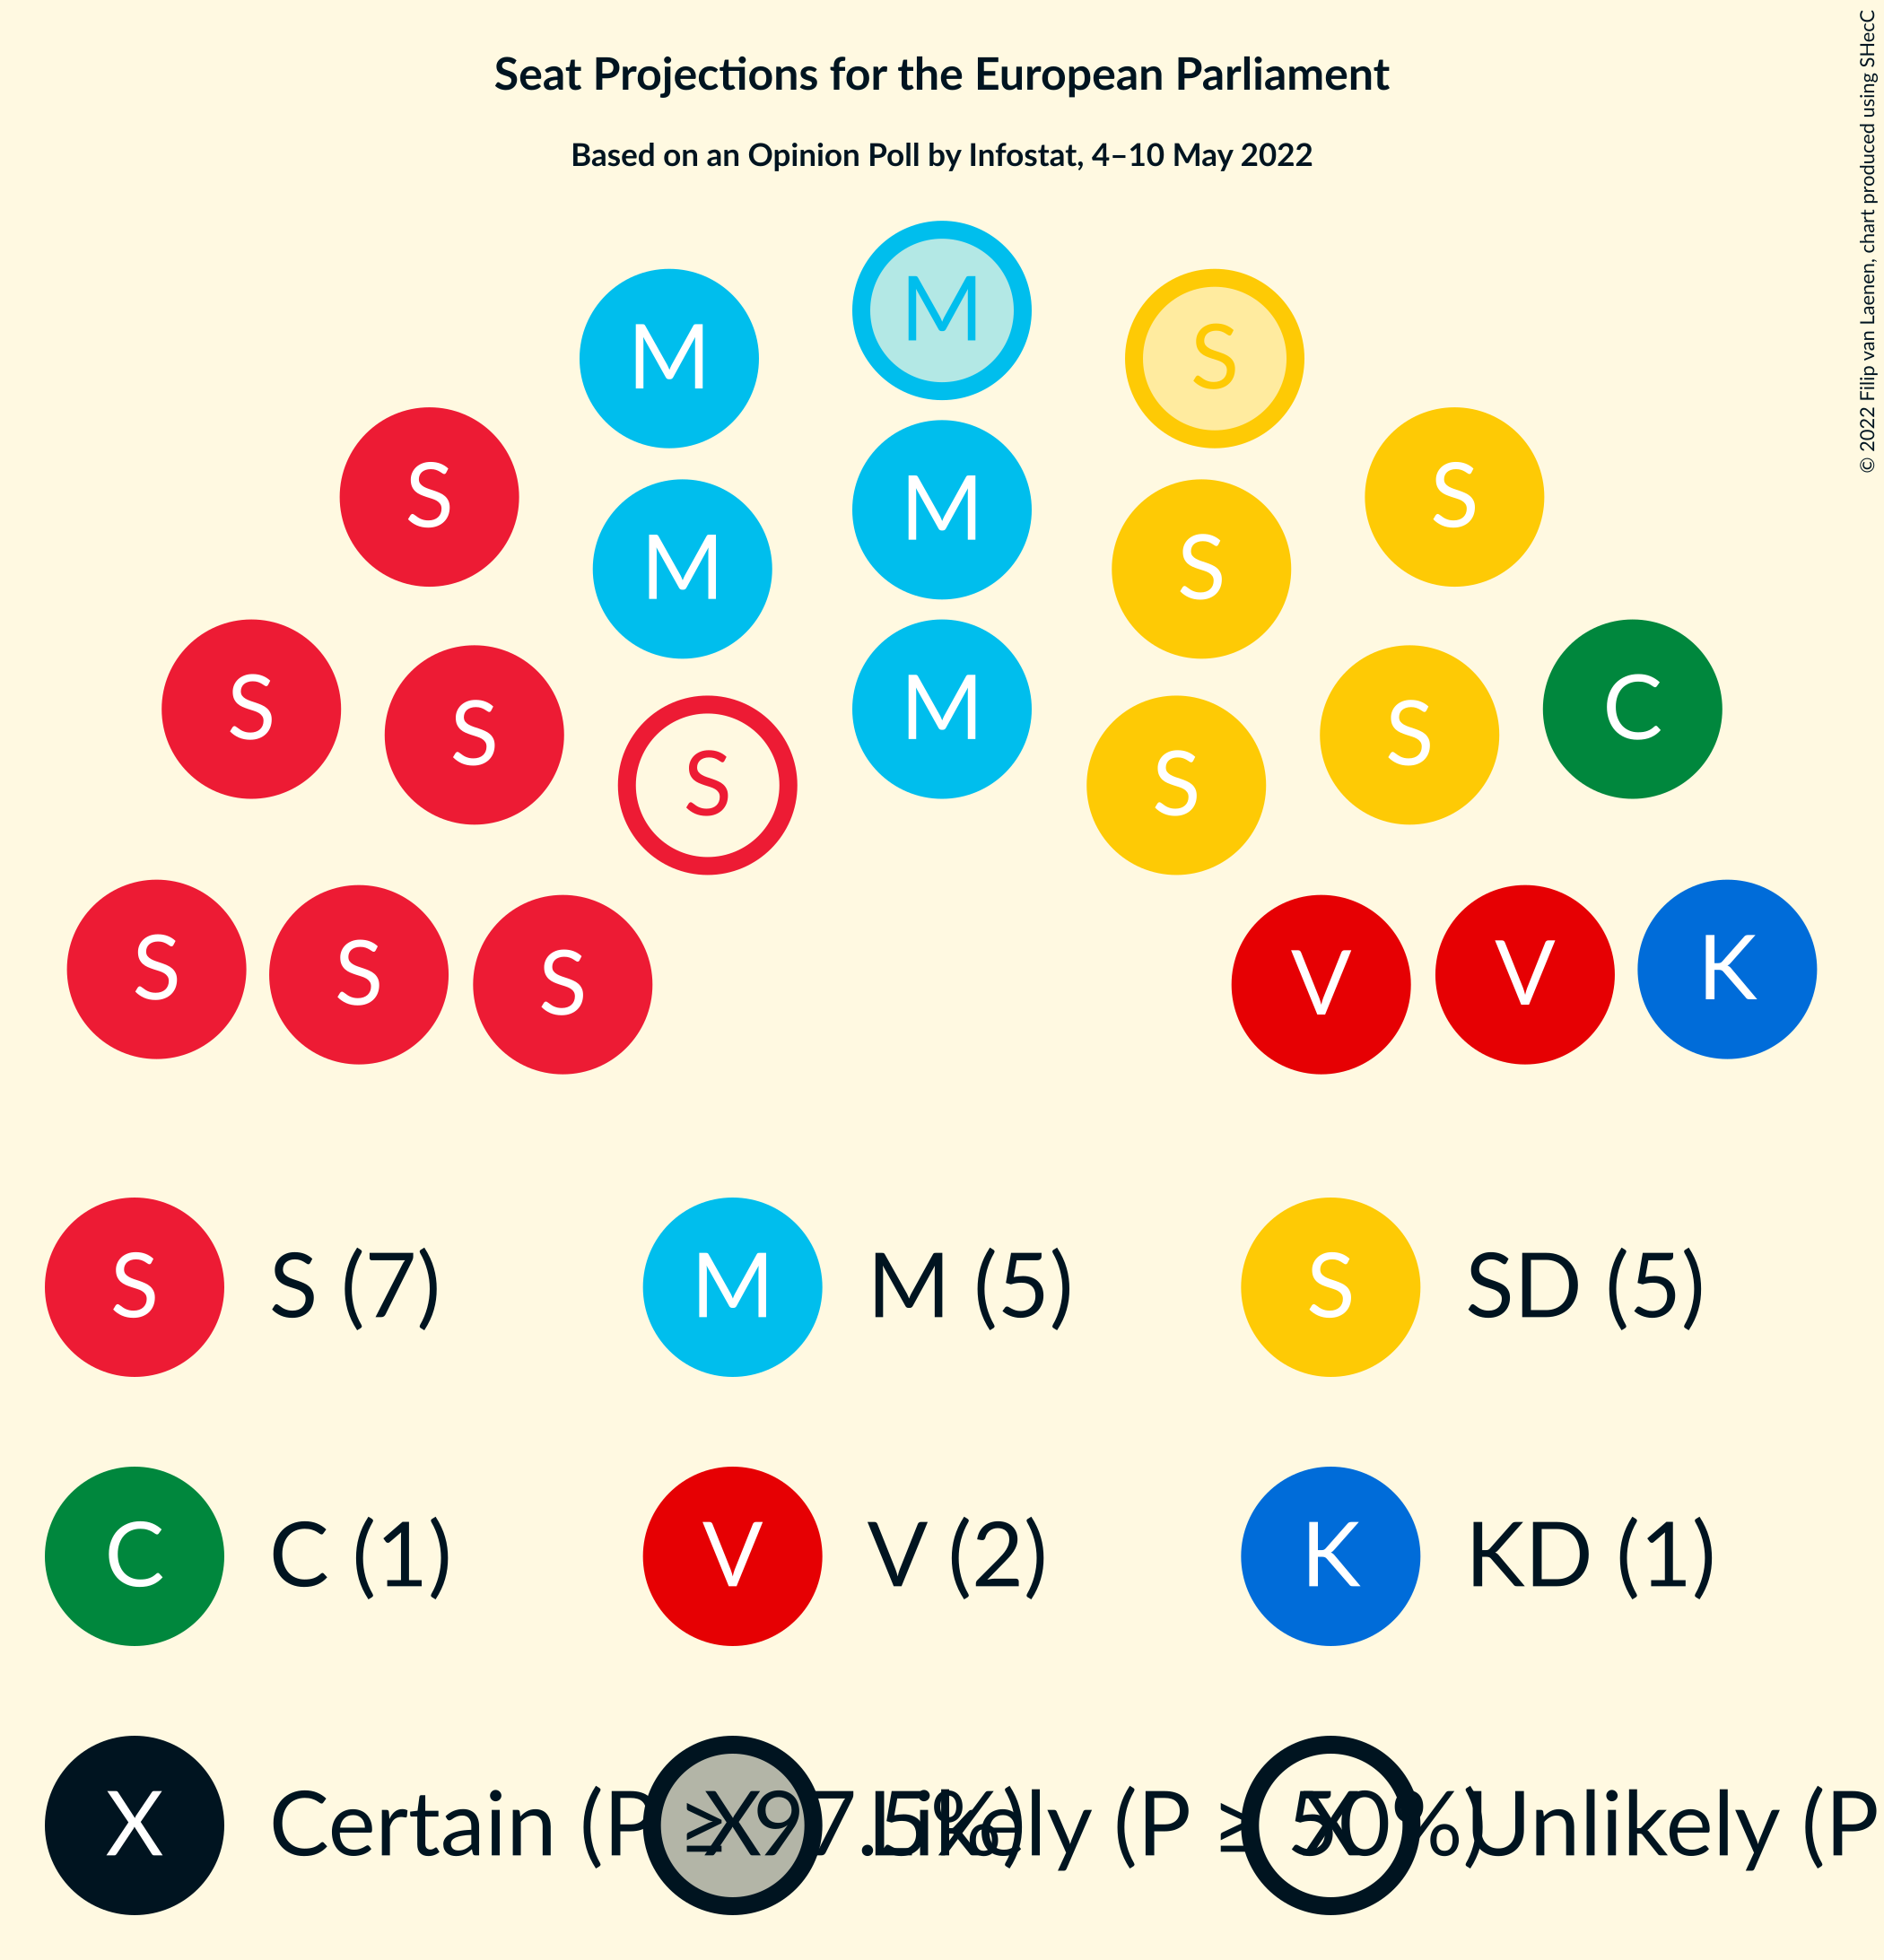 Seat Projections for the European Parliament
Based on an Opinion Poll by Infostat, 4–10 May 2022
© 2022 Filip van Laenen, chart produced using SHecC
M
M S
S S
M M S
S C
S M S
S S
S S S V V K
S S (7) M M (5) S SD (5)
C C (1) V V (2) K KD (1)
X Certain (P ≥ 97.5%) X Likely (P ≥ 50%) X Unlikely (P